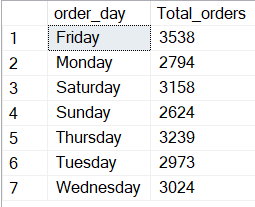 order_day Total_orders
1 Friday 3538
2 Monday 2794
3 Saturday 3158
4 Sunday 2624
5 Thursday 3239
6 Tuesday 2973
7 Wednesday 3024